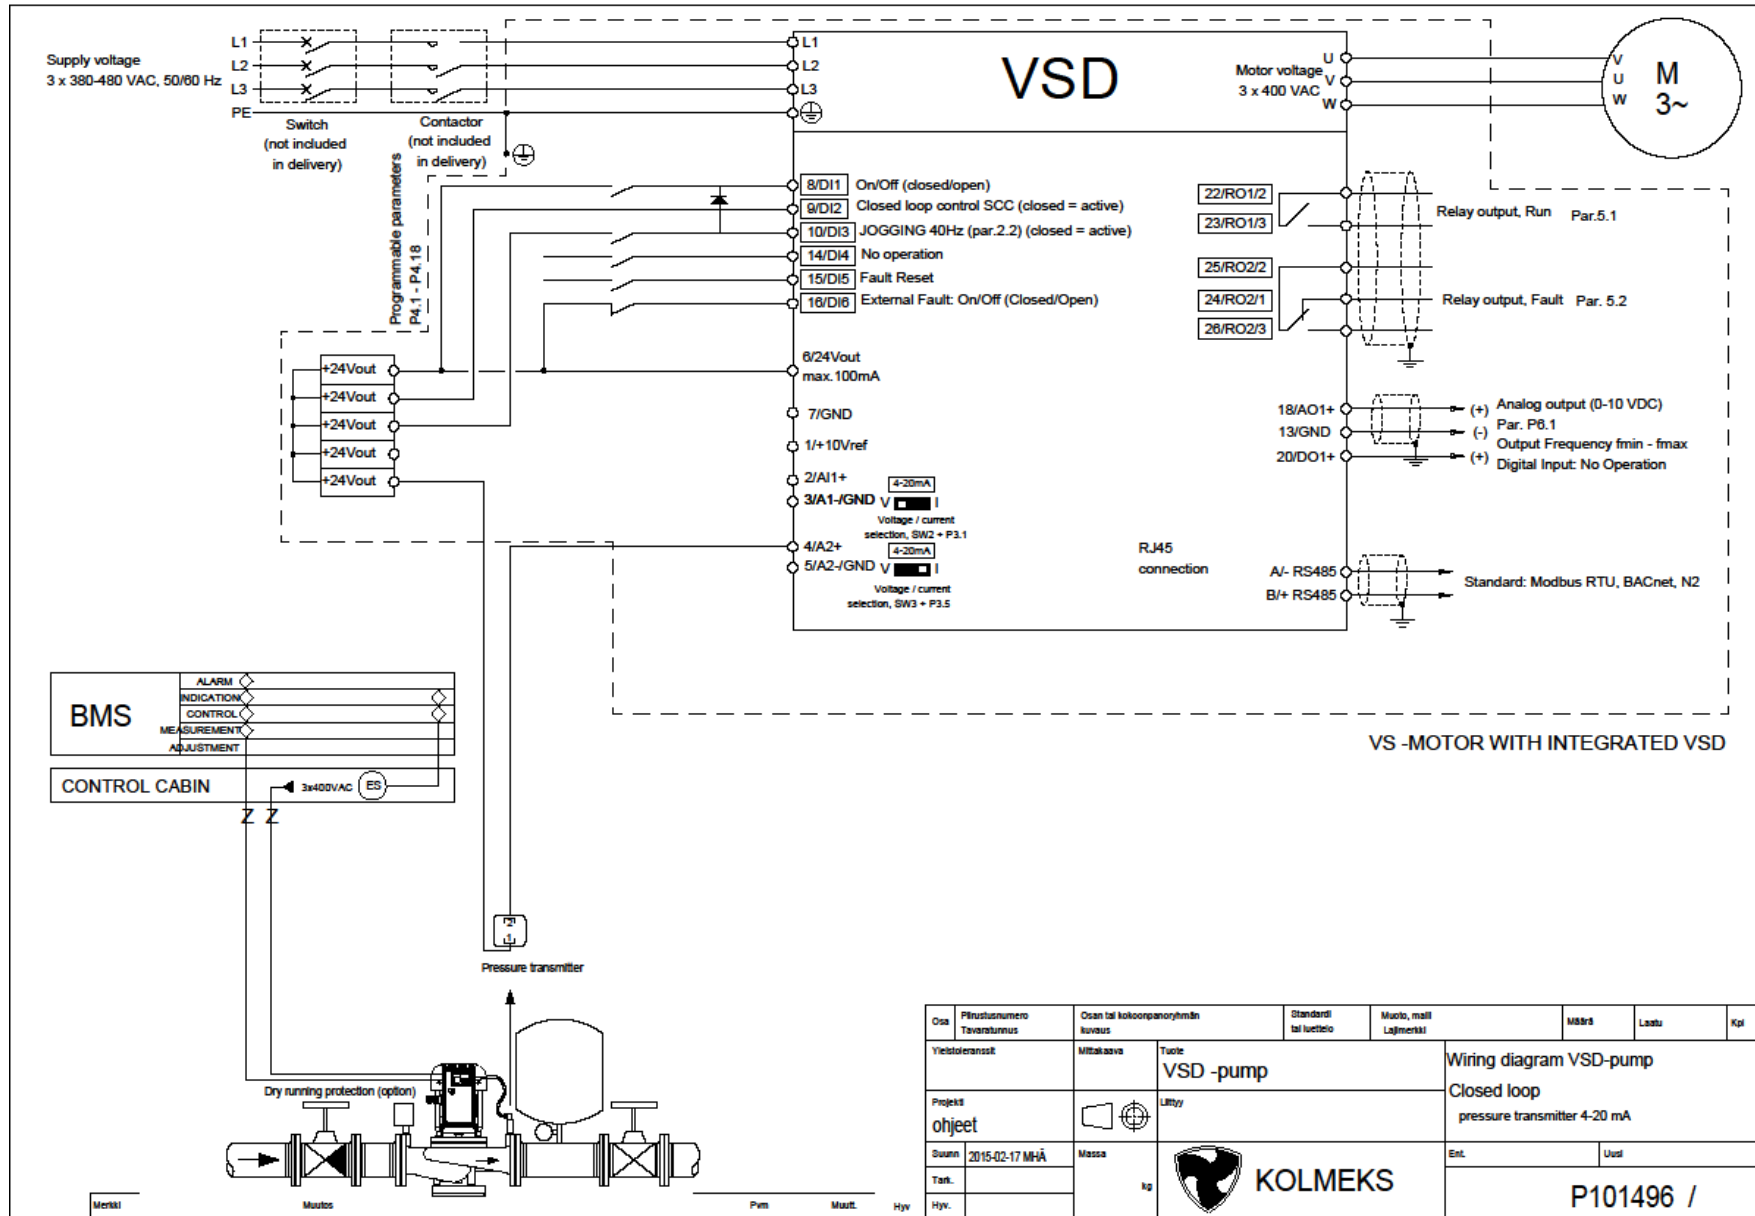 Supply voltage
3 x 380-480 VAC, 50/60 Hz
L1
L2
L3
PE
Switch
(not included
in delivery)
Contactor
(not included
in delivery)
L1
L2
L3
VSD
Motor voltage
3 x 400 VAC
U
V
W
V
U
W
M
3~
Programmable parameters
P4.1 - P4.18
8/DI1 On/Off (closed/open)
9/DI2 Closed loop control SCC (closed = active)
10/DI3 JOGGING 40Hz (par.2.2) (closed = active)
14/DI4 No operation
15/DI5 Fault Reset
16/DI6 External Fault: On/Off (Closed/Open)
22/RO1/2
23/RO1/3
Relay output, Run Par.5.1
25/RO2/2
24/RO2/1
26/RO2/3
Relay output, Fault Par. 5.2
+24Vout
+24Vout
+24Vout
+24Vout
+24Vout
6/24Vout
max.100mA
7/GND
1/+10Vref
2/AI1+
3/A1-/GND
4-20mA
V I
Voltage / current
selection, SW2 + P3.1
4/A2+
5/A2-/GND
4-20mA
V I
Voltage / current
selection, SW3 + P3.5
18/AO1+
13/GND
20/DO1+
(+) Analog output (0-10 VDC)
Par. P6.1
(-)
Output Frequency fmin - fmax
(+)
Digital Input: No Operation
RJ45
connection
A/- RS485
B/+ RS485
Standard: Modbus RTU, BACnet, N2
VS -MOTOR WITH INTEGRATED VSD
BMS
ALARM
INDICATION
CONTROL
MEASUREMENT
ADJUSTMENT
CONTROL CABIN
3x400VAC
ES
Z Z
2
1
Pressure transmitter
Dry running protection (option)
Merkki
Muutos
Pvm
Muutt.
Hyv
Osa
Piirustusnumero
Tavaratunnus
Osan tai kokoonpanoryhmän
kuvaus
Standardi
tai luettelo
Muoto, malli
Lajimerkki
Määrä
Laatu
Kpl
Yleistoleranssit
Mittakaava
Tuote
VSD -pump
Wiring diagram VSD-pump
Closed loop
pressure transmitter 4-20 mA
Projekti
ohjeet
Liittyy
Suunn 2015-02-17 MHÄ
Tark.
Hyv.
Massa
kg
KOLMEKS
Ent.
Uusi
P101496 /